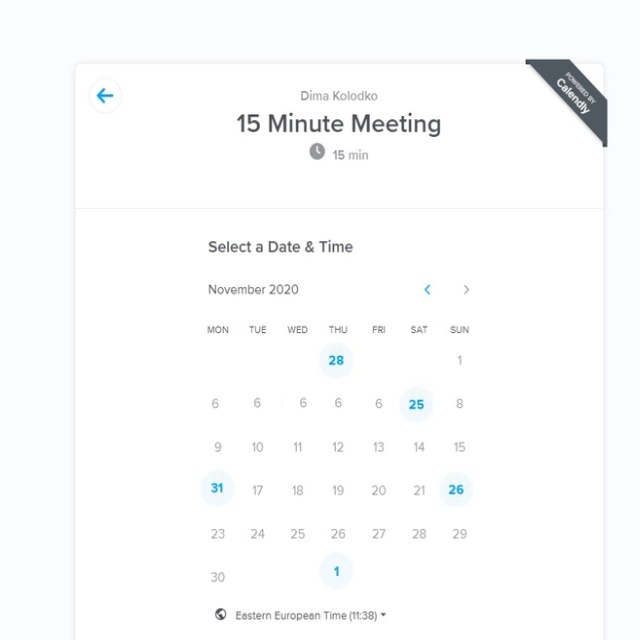 Dima Kolodko
POWERED BY
Calendly
15 Minute Meeting
15 min
Select a Date & Time
November 2020
MON TUE WED THU FRI SAT SUN
28 1
6 6 6 6 6 25 8
9 10 11 12 13 14 15
31 17 18 19 20 21 26
23 24 25 26 27 28 29
30 1
Eastern European Time (11:38)